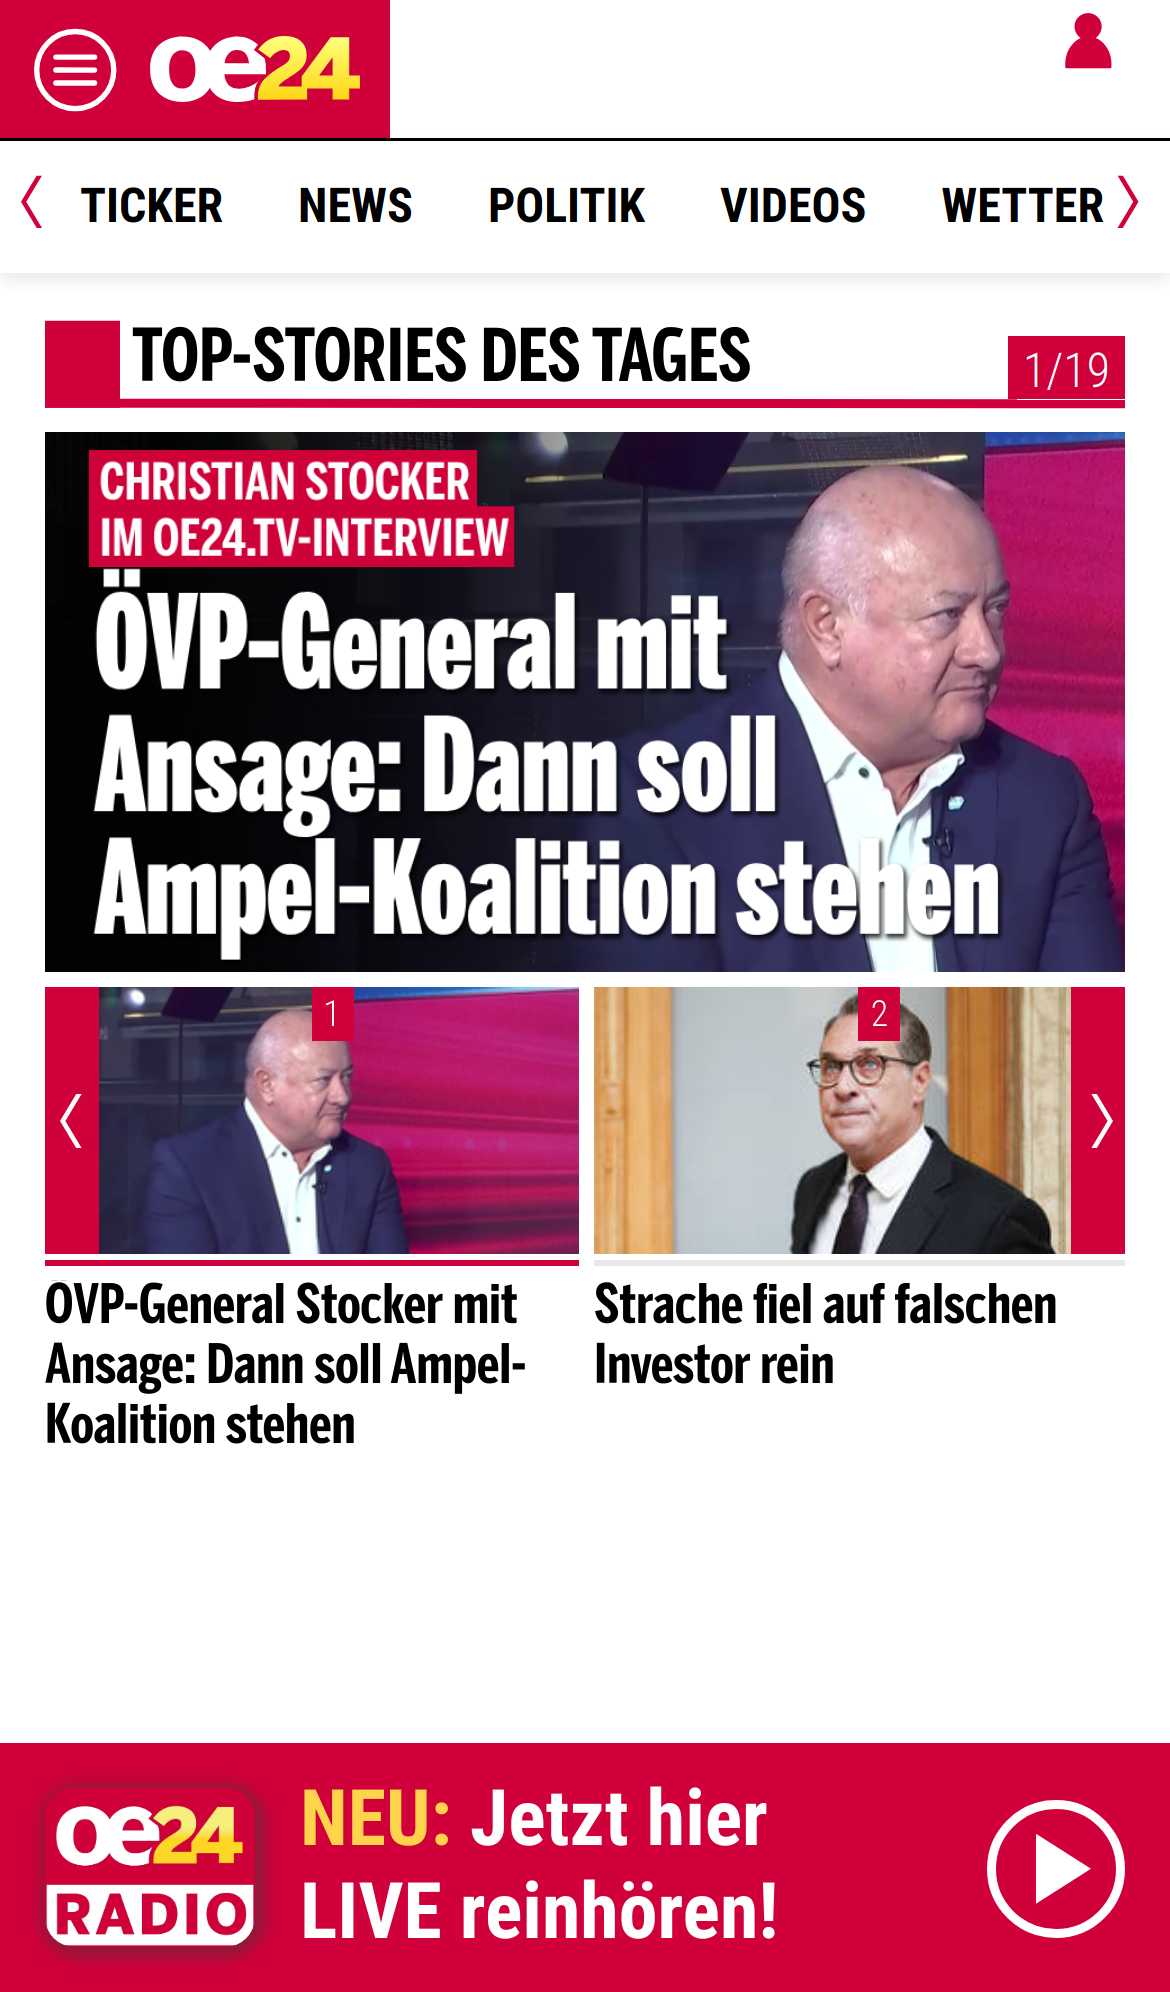 oe24
TICKER NEWS POLITIK VIDEOS WETTER
TOP-STORIES DES TAGES
1/19
CHRISTIAN STOCKER
IM OE24.TV-INTERVIEW
ÖVP-General mit
Ansage: Dann soll
Ampel-Koalition stehen
1
2
ÖVP-General Stocker mit
Ansage: Dann soll Ampel-
Koalition stehen
Strache fiel auf falschen
Investor rein
oe24
RADIO
NEU: Jetzt hier
LIVE reinhören!